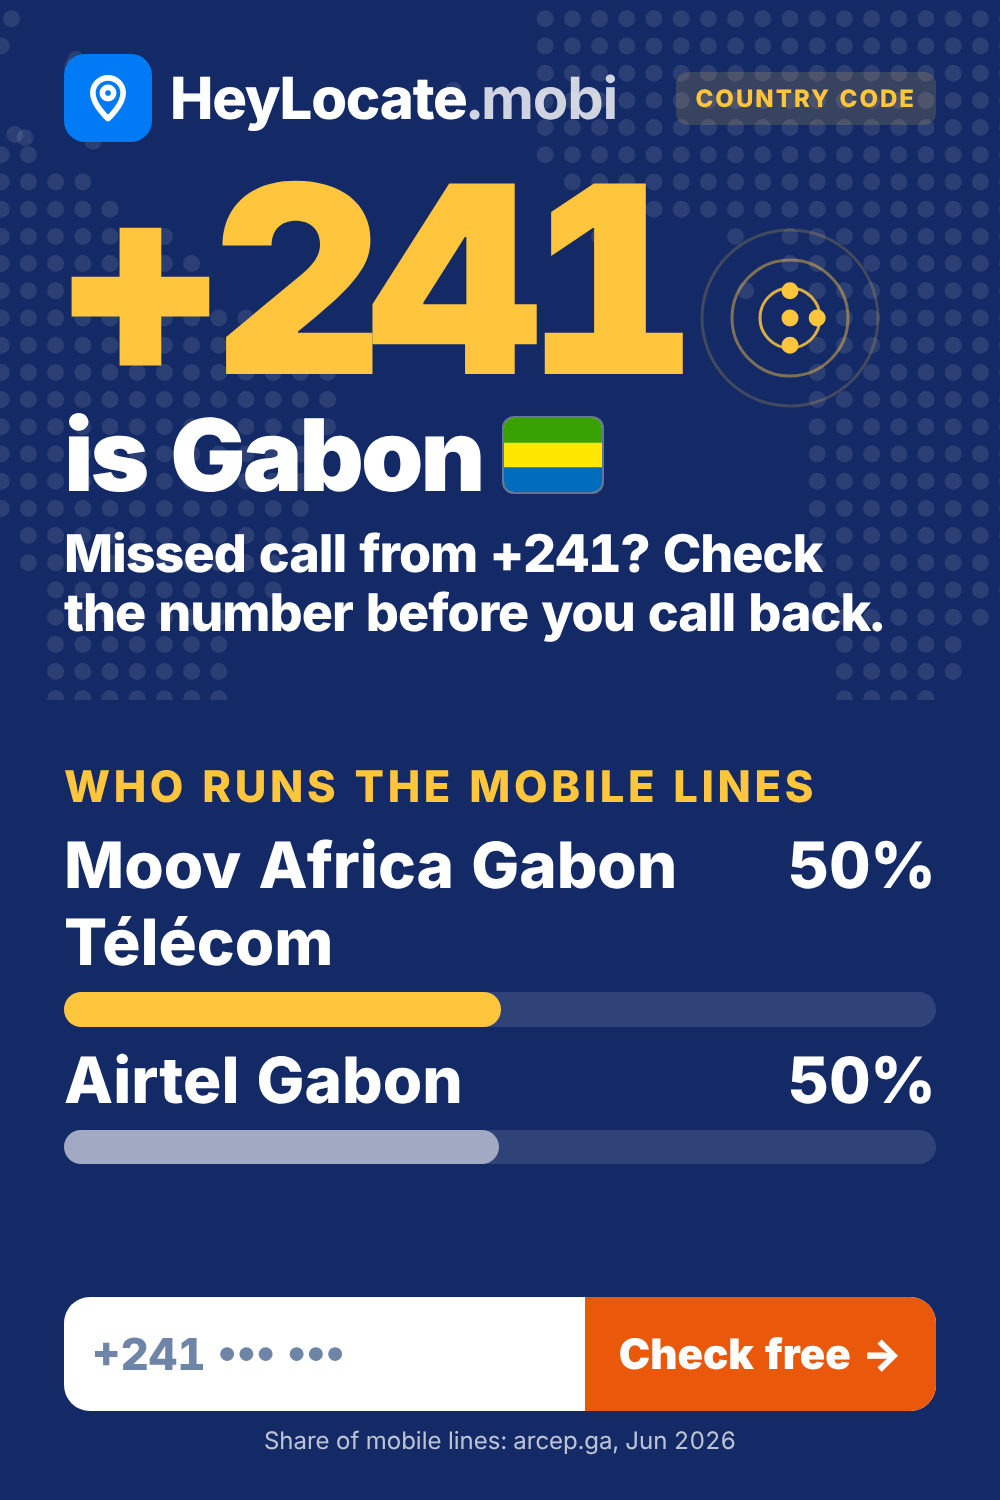 HeyLocate.mobi
COUNTRY CODE
+241
is Gabon
Missed call from +241? Check
the number before you call back.
WHO RUNS THE MOBILE LINES
Moov Africa Gabon 50%
Télécom
Airtel Gabon 50%
+241 ••• •••
Check free →
Share of mobile lines: arcep.ga, Jun 2026